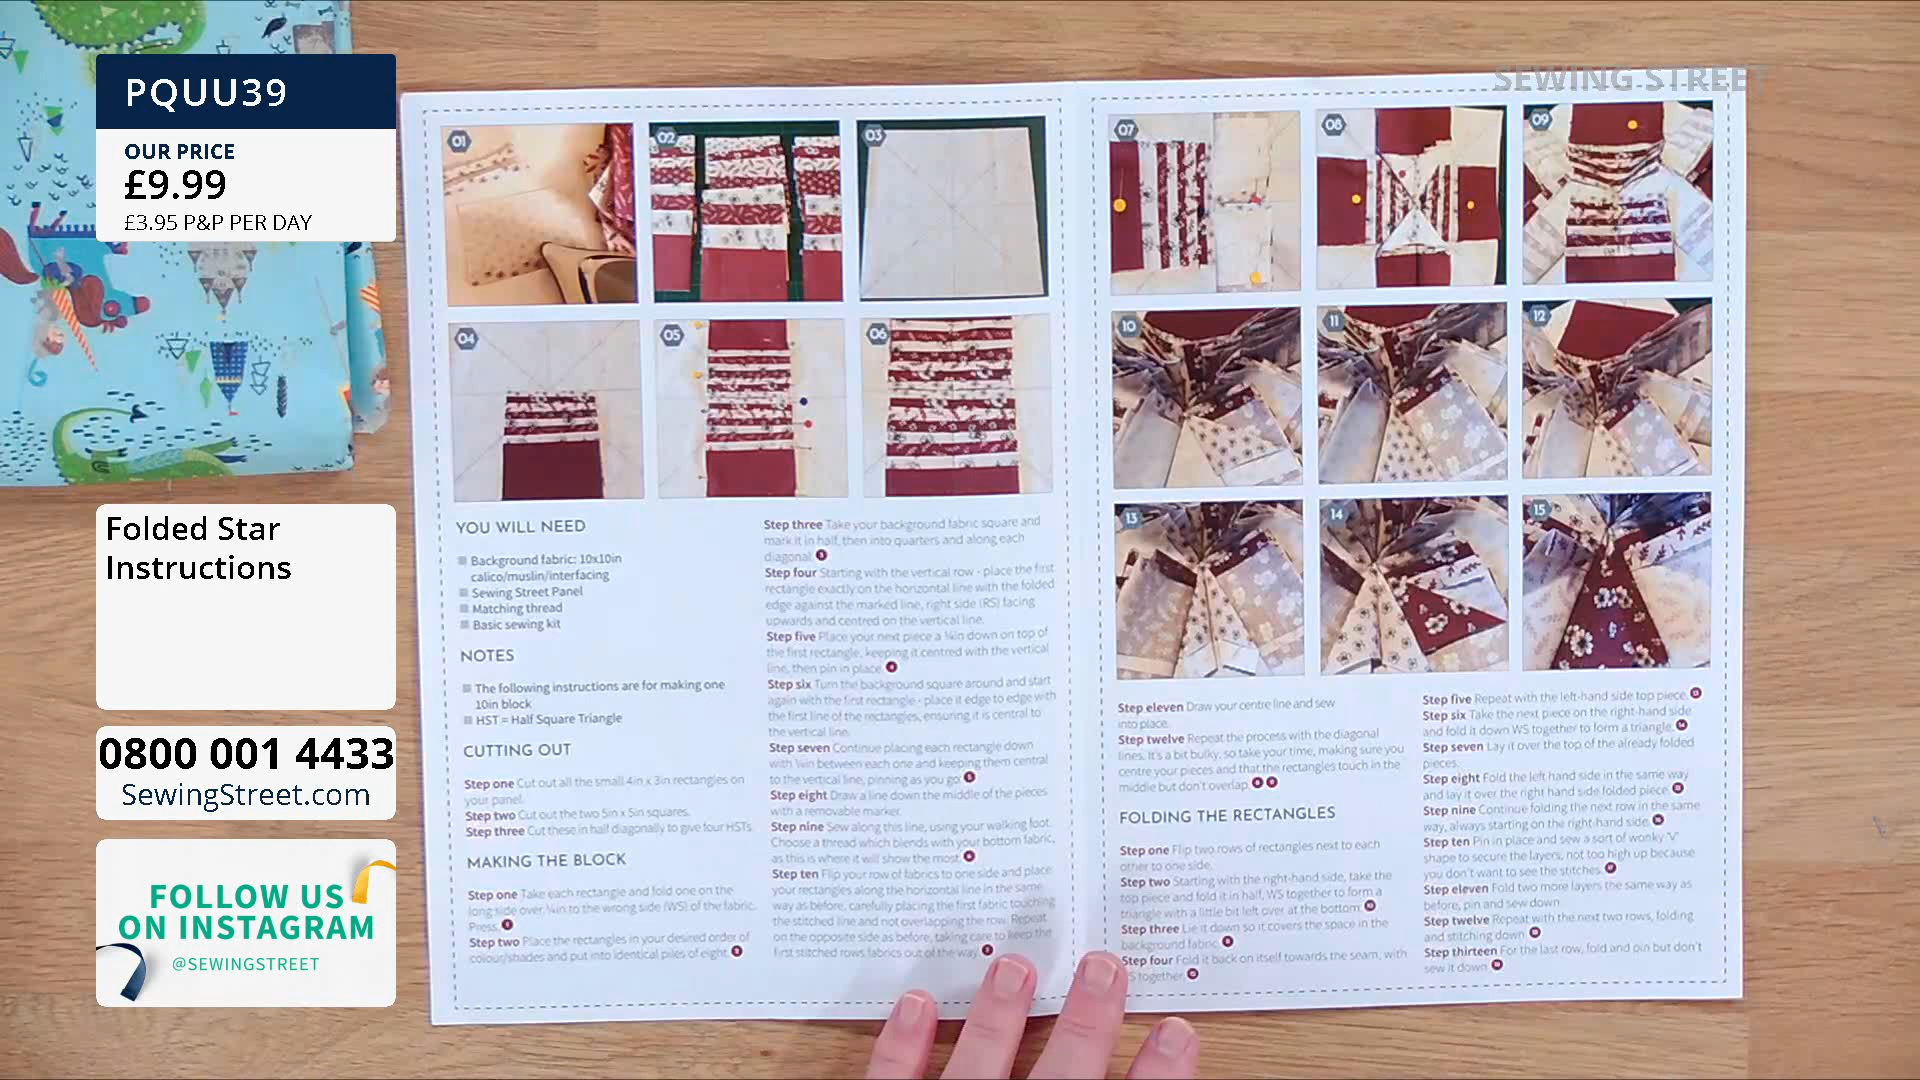 PQUU39
OUR PRICE
£9.99
£3.95 P&P PER DAY
Folded Star
Instructions
0800 001 4433
SewingStreet.com
FOLLOW US
ON INSTAGRAM
@SEWINGSTREET
SEWING STREET
01
02
03
04
05
06
YOU WILL NEED
Background fabric: 10x10in
calico/muslin/interfacing
Sewing Street Panel
Matching thread
Basic sewing kit
NOTES
The following instructions are for making one
10in block
HST = Half Square Triangle
CUTTING OUT
Step one Cut out all the small 4in x 3in rectangles on
your panel.
Step two Cut out the two 5in x 5in squares.
Step three Cut these in half diagonally to give four HSTs.
MAKING THE BLOCK
Step one Take each rectangle and fold one on the
long side over ¼in to the wrong side (WS) of the fabric.
Press.
Step two Place the rectangles in your desired order of
colour/shades and put into identical piles of eight.
Step three Take your background fabric square and
mark it in half, then into quarters and along each
diagonal.
Step four Starting with the vertical row - place the first
rectangle exactly on the horizontal line with the folded
edge against the marked line, right side (RS) facing
upwards and centred on the vertical line.
Step five Place your next piece a ¼in down on top of
the first rectangle, keeping it centred with the vertical
line, then pin in place.
Step six Turn the background square around and start
again with the first rectangle - place it edge to edge with
the first line of the rectangles, ensuring it is central to
the vertical line.
Step seven Continue placing each rectangle down
with ¼in between each one and keeping them central
to the vertical line, pinning as you go.
Step eight Draw a line down the middle of the pieces
with a removable marker.
Step nine Sew along this line, using your walking foot.
Choose a thread which blends with your bottom fabric,
as this is where it will show the most.
Step ten Flip your row of fabrics to one side and place
your rectangles along the horizontal line in the same
way as before, carefully placing the first fabric touching
the stitched line and not overlapping the row. Repeat
on the opposite side as before, taking care to keep the
first stitched rows fabrics out of the way.
07
08
09
10
11
12
13
14
15
Step eleven Draw your centre line and sew
into place.
Step twelve Repeat the process with the diagonal
lines. It's a bit bulky, so take your time, making sure you
centre your pieces and that the rectangles touch in the
middle but don't overlap.
FOLDING THE RECTANGLES
Step one Flip two rows of rectangles next to each
other to one side.
Step two Starting with the right-hand side, take the
top piece and fold it in half, WS together to form a
triangle with a little bit left over at the bottom.
Step three Lie it down so it covers the space in the
background fabric.
Step four Fold it back on itself towards the seam, with
together.
Step five Repeat with the left-hand side top piece.
Step six Take the next piece on the right-hand side
and fold it down WS together to form a triangle.
Step seven Lay it over the top of the already folded
pieces.
Step eight Fold the left hand side in the same way
and lay it over the right hand side folded piece.
Step nine Continue folding the next row in the same
way, always starting on the right-hand side.
Step ten Pin in place and sew a sort of wonky 'V'
shape to secure the layers, not too high up because
you don't want to see the stitches.
Step eleven Fold two more layers the same way as
before, pin and sew down.
Step twelve Repeat with the next two rows, folding
and stitching down.
Step thirteen For the last row, fold and pin but don't
sew it down.